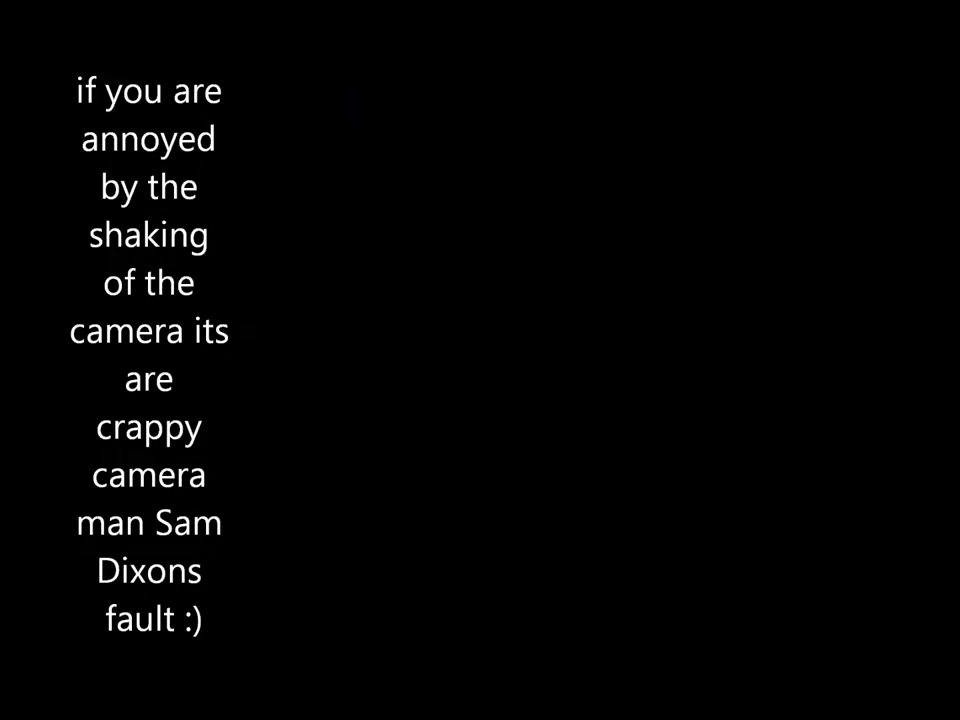 if you are
annoyed
by the
shaking
of the
camera its
are
crappy
camera
man Sam
Dixons
fault :)